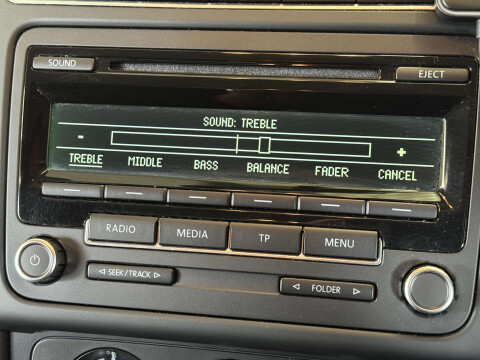 SOUND
EJECT
SOUND: TREBLE
- +
TREBLE MIDDLE BASS BALANCE FADER CANCEL
RADIO MEDIA TP MENU
◁ SEEK / TRACK ▷
◁ FOLDER ▷